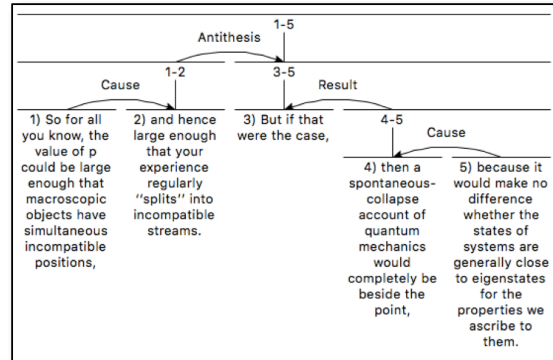 1-5
Antithesis
1-2
3-5
Cause
Result
1) So for all
you know, the
value of p
could be large
enough that
macroscopic
objects have
simultaneous
incompatible
positions,
2) and hence
large enough
that your
experience
regularly
"splits" into
incompatible
streams.
3) But if that
were the case,
4-5
Cause
4) then a
spontaneous-
collapse
account of
quantum
mechanics
would
completely be
beside the
point,
5) because it
would make no
difference
whether the
states of
systems are
generally close
to eigenstates
for the
properties we
ascribe to
them.